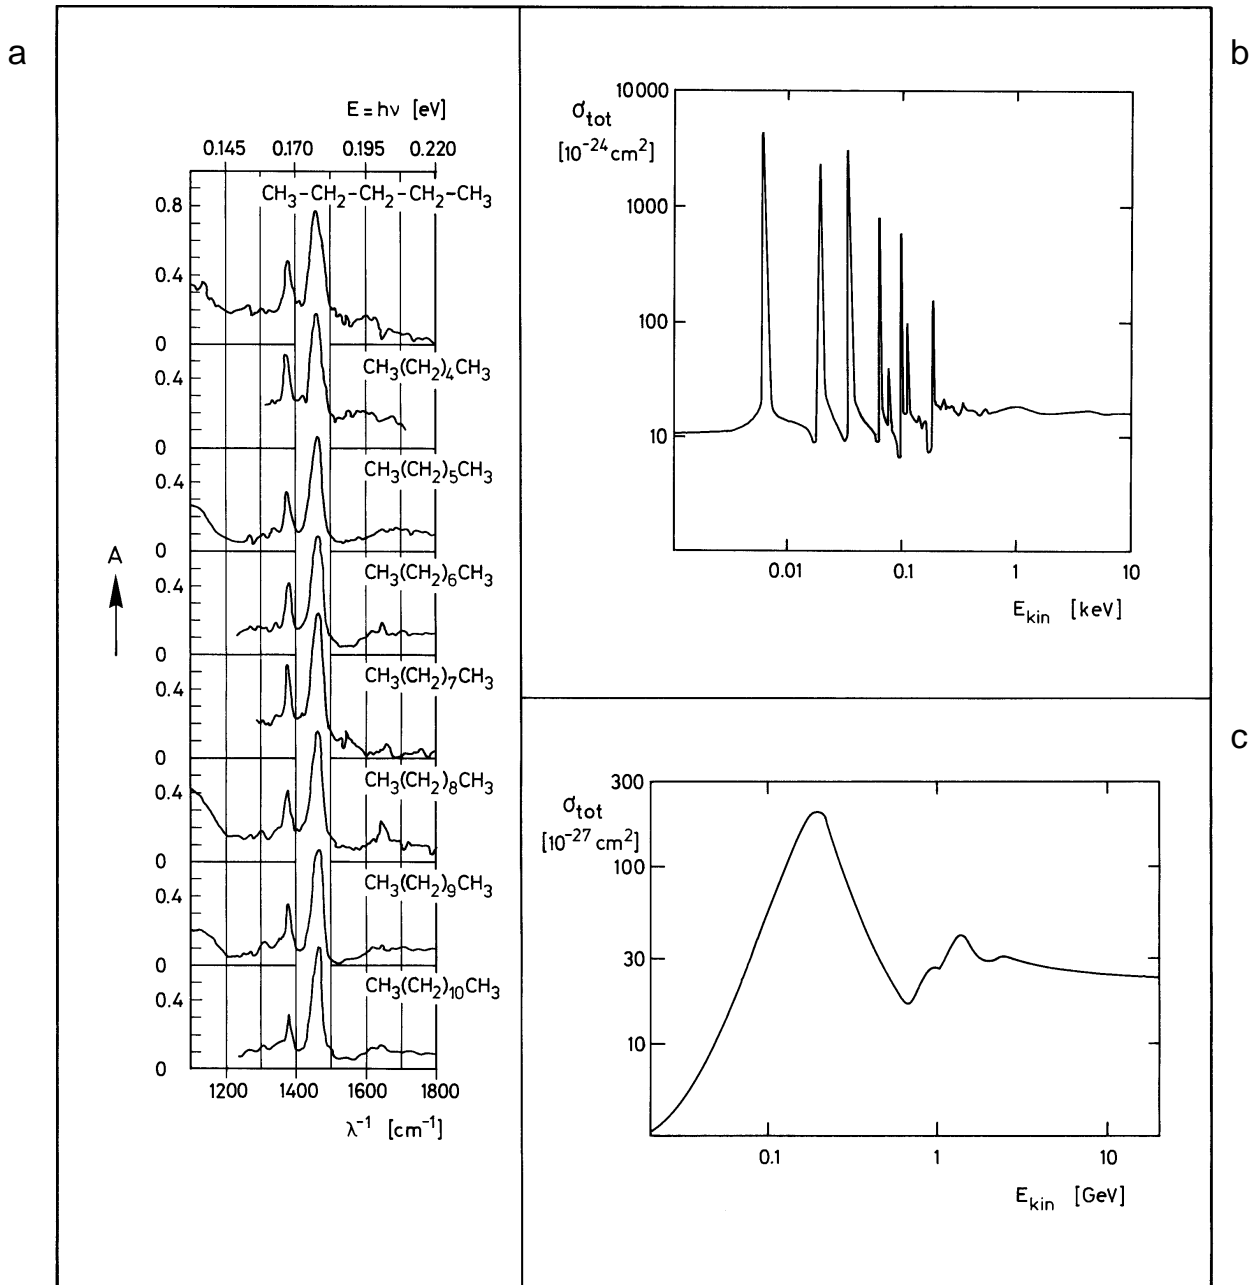 a
E = hν [eV]
0.145 0.170 0.195 0.220
CH₃–CH₂–CH₂–CH₂–CH₃
0.8
0.4
0
CH₃(CH₂)₄CH₃
0.4
0
CH₃(CH₂)₅CH₃
0.4
0
A
CH₃(CH₂)₆CH₃
0.4
0
CH₃(CH₂)₇CH₃
0.4
0
CH₃(CH₂)₈CH₃
0.4
0
CH₃(CH₂)₉CH₃
0.4
0
CH₃(CH₂)₁₀CH₃
0.4
0
1200 1400 1600 1800
λ⁻¹ [cm⁻¹]
b
σtot
[10⁻²⁴ cm²]
10000
1000
100
10
0.01 0.1 1 10
Ekin [keV]
c
σtot
[10⁻²⁷ cm²]
300
100
30
10
0.1 1 10
Ekin [GeV]